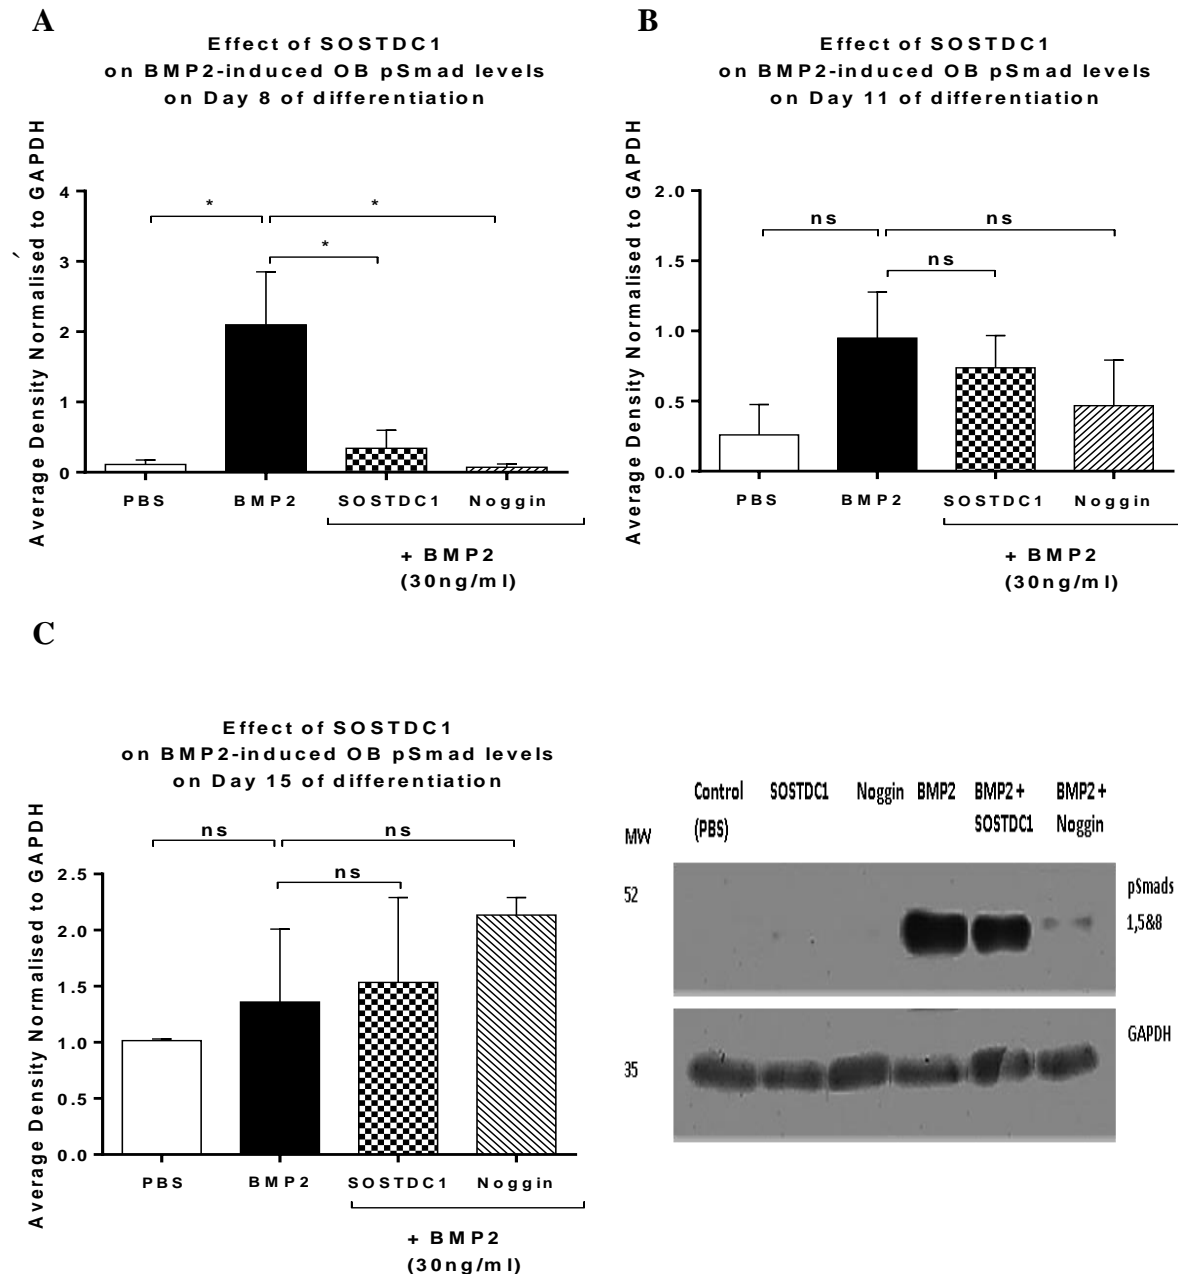 A
Effect of SOSTDC1
on BMP2-induced OB pSmad levels
on Day 8 of differentiation
Average Density Normalised to GAPDH
4
3
2
1
0
*
*
*
PBS
BMP2
SOSTDC1
Noggin
+ BMP2
(30ng/ml)
B
Effect of SOSTDC1
on BMP2-induced OB pSmad levels
on Day 11 of differentiation
Average Density Normalised to GAPDH
2.0
1.5
1.0
0.5
0.0
ns
ns
ns
PBS
BMP2
SOSTDC1
Noggin
+ BMP2
(30ng/ml)
C
Effect of SOSTDC1
on BMP2-induced OB pSmad levels
on Day 15 of differentiation
Average Density Normalised to GAPDH
2.5
2.0
1.5
1.0
0.5
0.0
ns
ns
ns
PBS
BMP2
SOSTDC1
Noggin
+ BMP2
(30ng/ml)
Control
(PBS)
SOSTDC1
Noggin
BMP2
BMP2 +
SOSTDC1
BMP2 +
Noggin
MW
52
35
pSmads
1,5&8
GAPDH